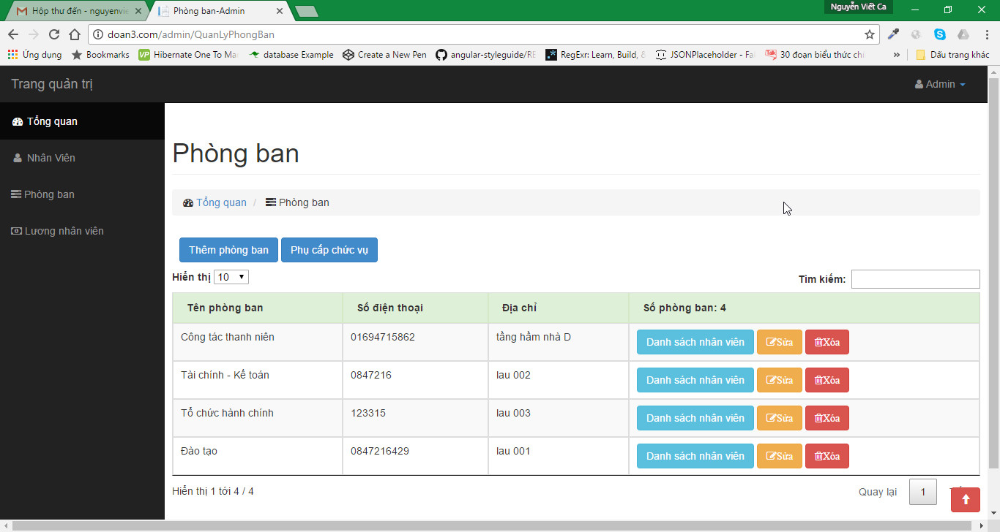 Nguyễn Viết Ca
Hộp thư đến - nguyenvie
Phòng ban-Admin
doan3.com/admin/QuanLyPhongBan
Ứng dụng
Bookmarks
VP
Hibernate One To Ma
database Example
Create a New Pen
angular-styleguide/RE
RegExr: Learn, Build, &
JSONPlaceholder - Fa
30 đoạn biểu thức ch
Dấu trang khác
Trang quản trị
Admin
Tổng quan
Nhân Viên
Phòng ban
Lương nhân viên
Phòng ban
Tổng quan / Phòng ban
Thêm phòng ban
Phụ cấp chức vụ
Hiển thị 10
Tìm kiếm:
Tên phòng ban Số điện thoại Địa chỉ Số phòng ban: 4
Công tác thanh niên 01694715862 tầng hầm nhà D Danh sách nhân viên Sửa Xóa
Tài chính - Kế toán 0847216 lau 002 Danh sách nhân viên Sửa Xóa
Tổ chức hành chính 123315 lau 003 Danh sách nhân viên Sửa Xóa
Đào tạo 0847216429 lau 001 Danh sách nhân viên Sửa Xóa
Hiển thị 1 tới 4 / 4
Quay lại 1